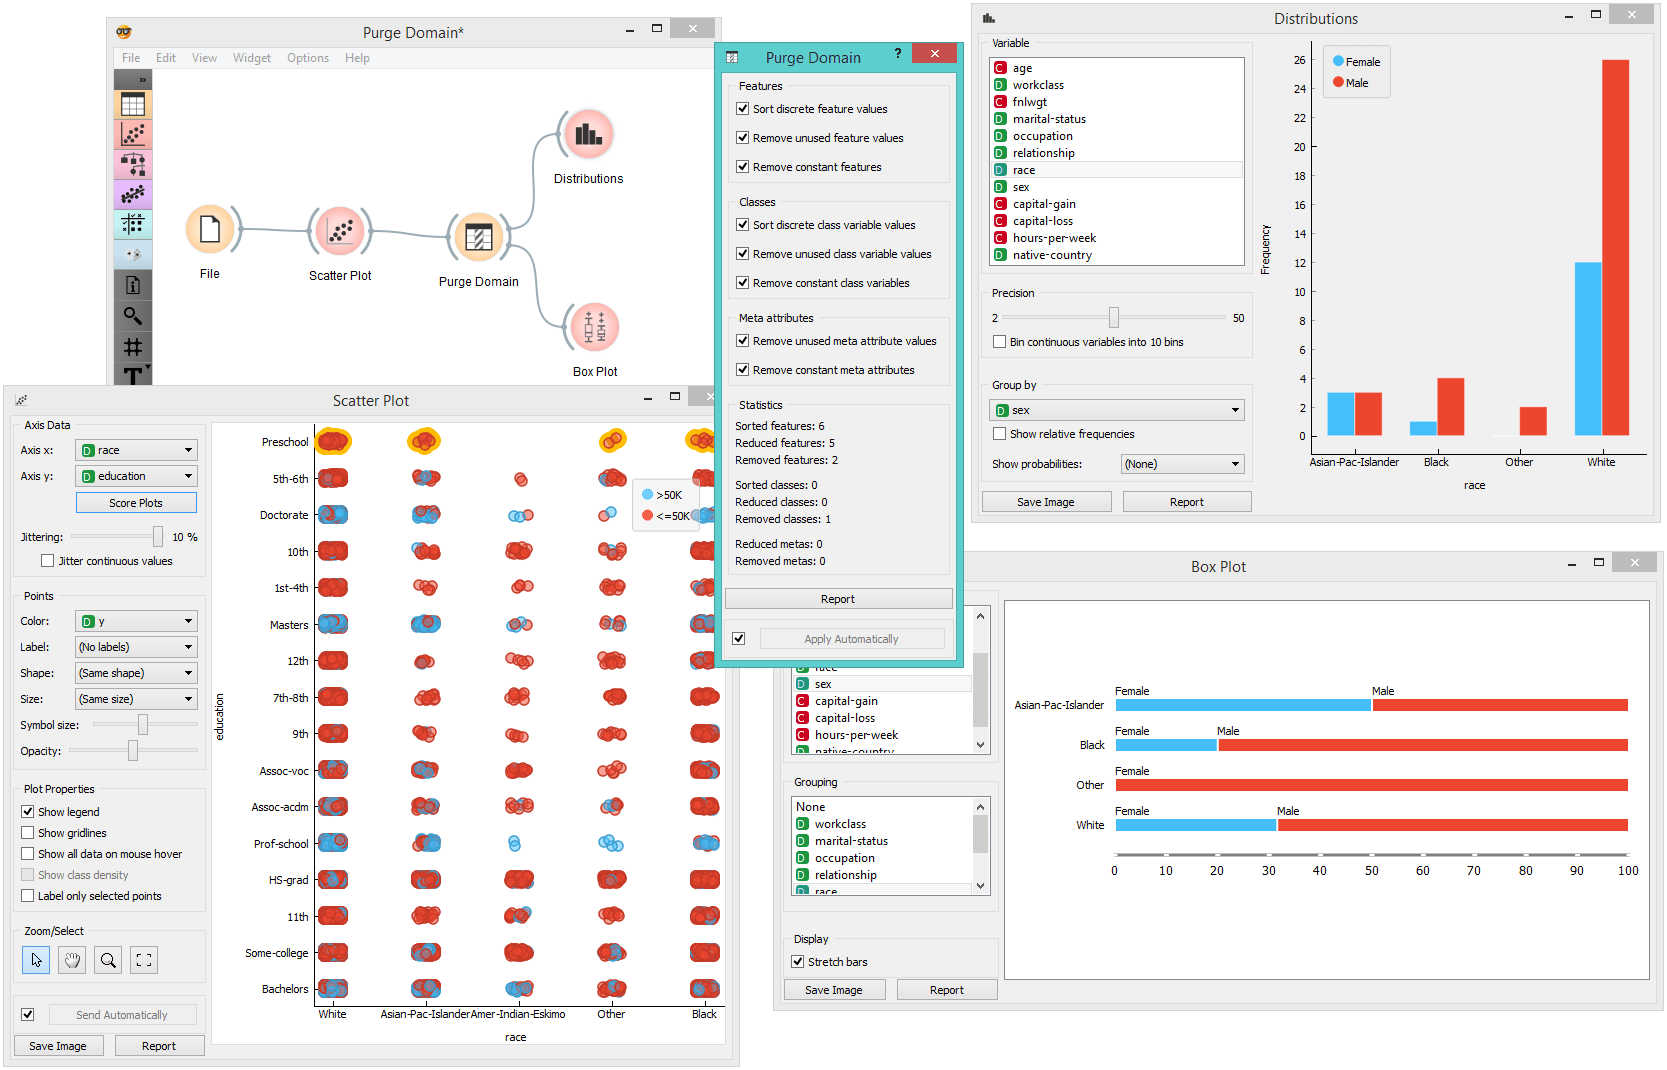 Purge Domain*
File Edit View Widget Options Help
»
Distributions
File
Scatter Plot
Purge Domain
Box Plot
T
Scatter Plot
Axis Data
Axis x: D race
Axis y: D education
Score Plots
Jittering: 10 %
Jitter continuous values
Points
Color: D y
Label: (No labels)
Shape: (Same shape)
Size: (Same size)
Symbol size:
Opacity:
Plot Properties
Show legend
Show gridlines
Show all data on mouse hover
Show class density
Label only selected points
Zoom/Select
Send Automatically
Save Image Report
education
Preschool
5th-6th
Doctorate
10th
1st-4th
Masters
12th
7th-8th
9th
Assoc-voc
Assoc-acdm
Prof-school
HS-grad
11th
Some-college
Bachelors
>50K
<=50K
White Asian-Pac-Islander Amer-Indian-Eskimo Other Black
race
Purge Domain ?
Features
Sort discrete feature values
Remove unused feature values
Remove constant features
Classes
Sort discrete class variable values
Remove unused class variable values
Remove constant class variables
Meta attributes
Remove unused meta attribute values
Remove constant meta attributes
Statistics
Sorted features: 6
Reduced features: 5
Removed features: 2
Sorted classes: 0
Reduced classes: 0
Removed classes: 1
Reduced metas: 0
Removed metas: 0
Report
Apply Automatically
Distributions
Variable
C age
D workclass
C fnlwgt
D marital-status
D occupation
D relationship
D race
D sex
C capital-gain
C capital-loss
C hours-per-week
D native-country
Precision
2 50
Bin continuous variables into 10 bins
Group by
D sex
Show relative frequencies
Show probabilities: (None)
Save Image Report
Female
Male
Frequency
26
24
22
20
18
16
14
12
10
8
6
4
2
0
Asian-Pac-Islander Black Other White
race
Box Plot
D race
D sex
C capital-gain
C capital-loss
C hours-per-week
D native-country
Grouping
None
D workclass
D marital-status
D occupation
D relationship
D race
Display
Stretch bars
Save Image Report
Female Male
Asian-Pac-Islander
Female Male
Black
Female
Other
Female Male
White
0 10 20 30 40 50 60 70 80 90 100